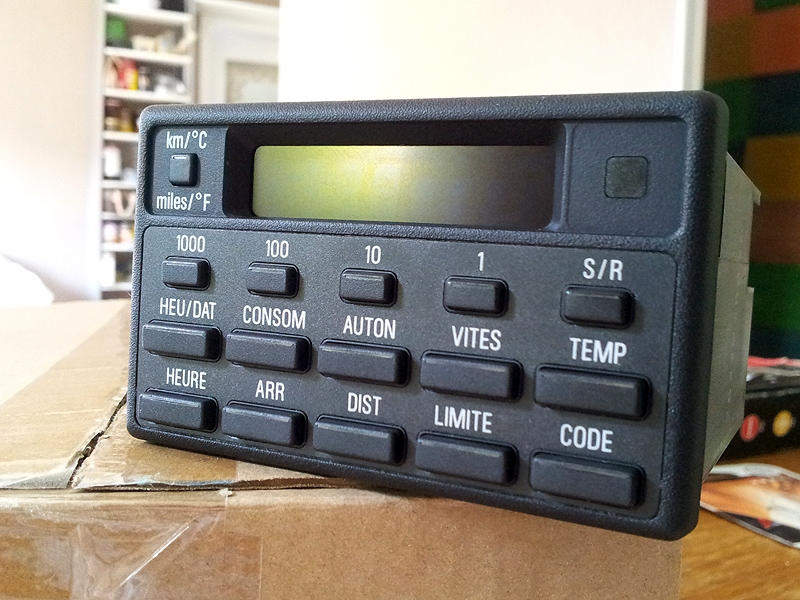 km/°C
miles/°F
1000 100 10 1 S/R
HEU/DAT CONSOM AUTON VITES TEMP
HEURE ARR DIST LIMITE CODE